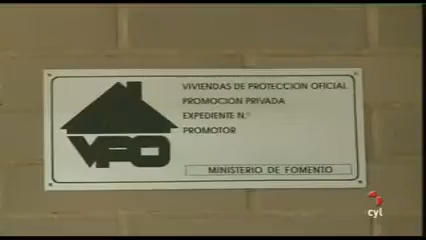 VIVIENDAS DE PROTECCION OFICIAL
PROMOCION PRIVADA
EXPEDIENTE N.º
PROMOTOR
VPO
MINISTERIO DE FOMENTO
cyl